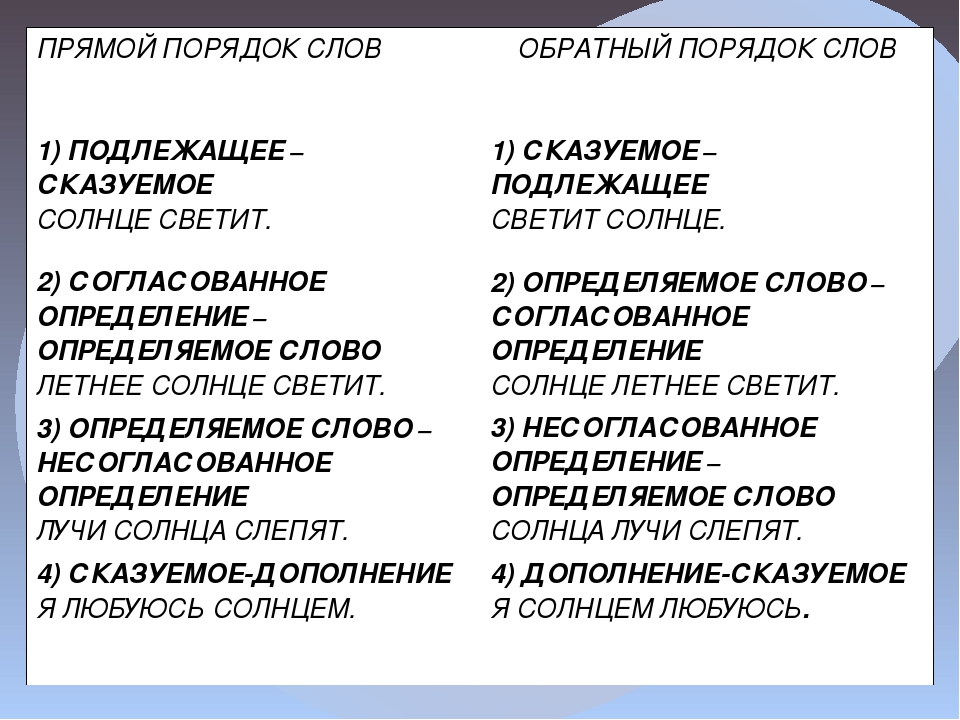 ПРЯМОЙ ПОРЯДОК СЛОВ
1) ПОДЛЕЖАЩЕЕ –
СКАЗУЕМОЕ
СОЛНЦЕ СВЕТИТ.
2) СОГЛАСОВАННОЕ
ОПРЕДЕЛЕНИЕ –
ОПРЕДЕЛЯЕМОЕ СЛОВО
ЛЕТНЕЕ СОЛНЦЕ СВЕТИТ.
3) ОПРЕДЕЛЯЕМОЕ СЛОВО –
НЕСОГЛАСОВАННОЕ
ОПРЕДЕЛЕНИЕ
ЛУЧИ СОЛНЦА СЛЕПЯТ.
4) СКАЗУЕМОЕ-ДОПОЛНЕНИЕ
Я ЛЮБУЮСЬ СОЛНЦЕМ.
ОБРАТНЫЙ ПОРЯДОК СЛОВ
1) СКАЗУЕМОЕ –
ПОДЛЕЖАЩЕЕ
СВЕТИТ СОЛНЦЕ.
2) ОПРЕДЕЛЯЕМОЕ СЛОВО –
СОГЛАСОВАННОЕ
ОПРЕДЕЛЕНИЕ
СОЛНЦЕ ЛЕТНЕЕ СВЕТИТ.
3) НЕСОГЛАСОВАННОЕ
ОПРЕДЕЛЕНИЕ –
ОПРЕДЕЛЯЕМОЕ СЛОВО
СОЛНЦА ЛУЧИ СЛЕПЯТ.
4) ДОПОЛНЕНИЕ-СКАЗУЕМОЕ
Я СОЛНЦЕМ ЛЮБУЮСЬ.